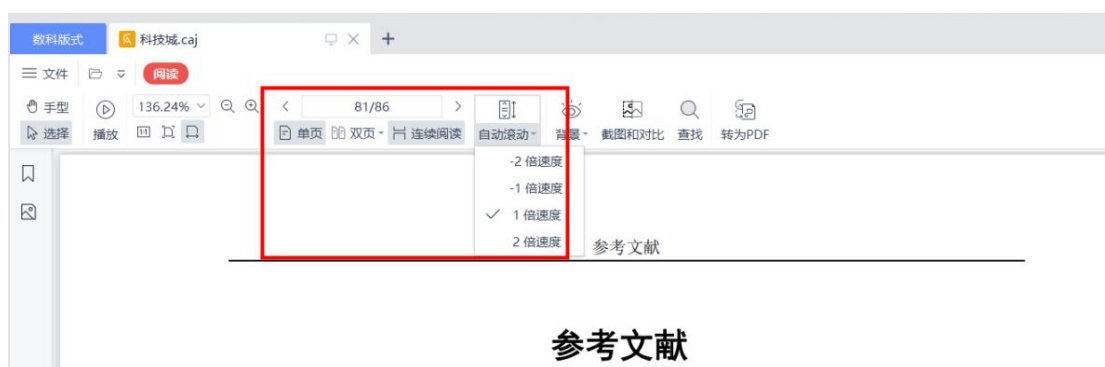 数科版式 科技城.caj
文件 阅读
手型 136.24% 81/86
选择 播放 单页 双页 连续阅读 自动滚动 背景 截图和对比 查找 转为PDF
-2 倍速度
-1 倍速度
1 倍速度
2 倍速度
参考文献
参考文献